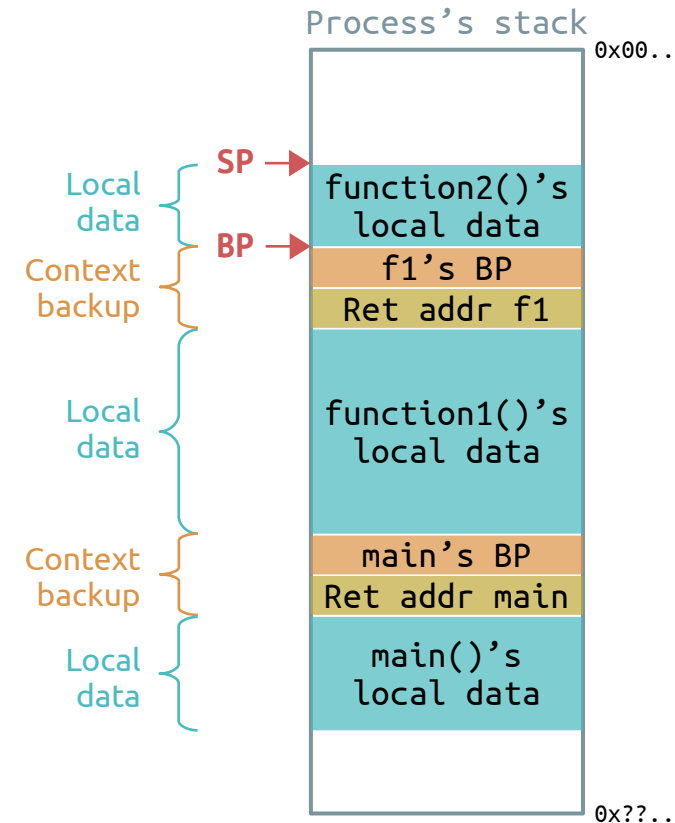 Process’s stack
0x00..
SP
Local
data
function2()’s
local data
BP
Context
backup
f1’s BP
Ret addr f1
Local
data
function1()’s
local data
Context
backup
main’s BP
Ret addr main
Local
data
main()’s
local data
0x??..